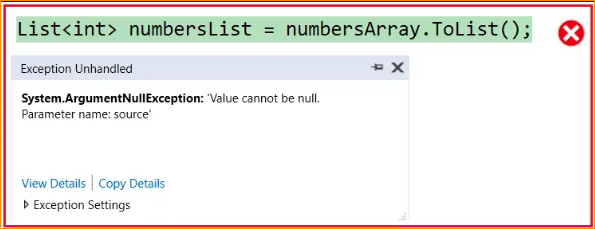 List<int> numbersList = numbersArray.ToList();
Exception Unhandled
System.ArgumentNullException: 'Value cannot be null.
Parameter name: source'
View Details | Copy Details
Exception Settings